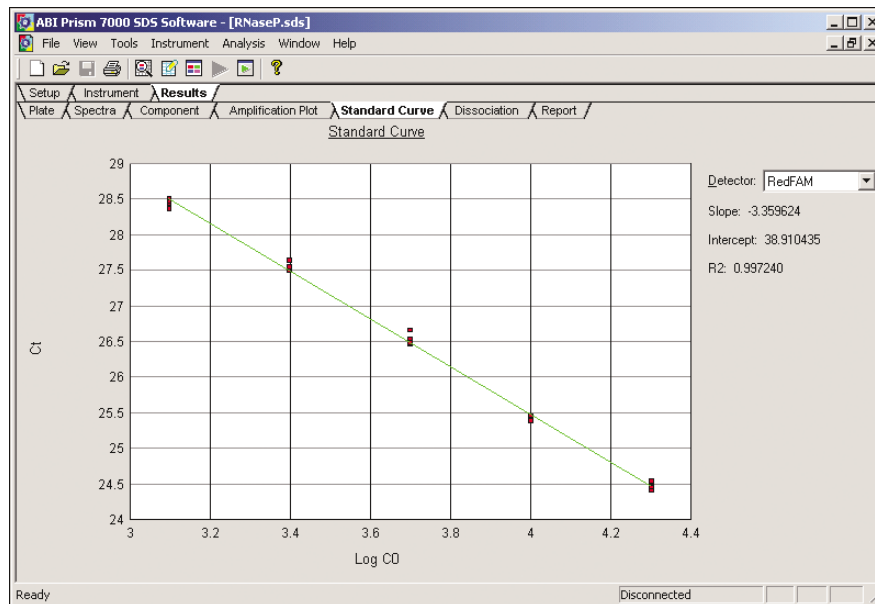 ABI Prism 7000 SDS Software - [RNaseP.sds]
File View Tools Instrument Analysis Window Help
Setup Instrument Results
Plate Spectra Component Amplification Plot Standard Curve Dissociation Report
Standard Curve
29
28.5
28
27.5
27
26.5
26
25.5
25
24.5
24
Ct
3 3.2 3.4 3.6 3.8 4 4.2 4.4
Log C0
Detector: RedFAM
Slope: -3.359624
Intercept: 38.910435
R2: 0.997240
Ready Disconnected